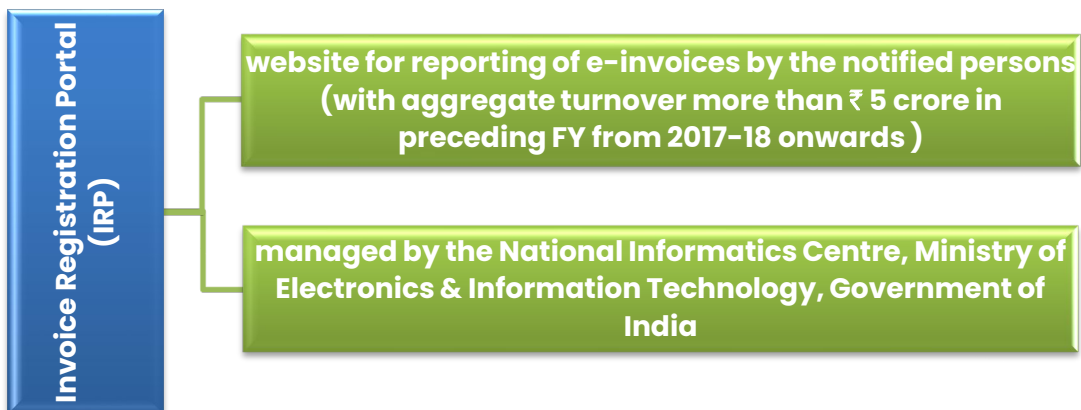 Invoice Registration Portal
(IRP)
website for reporting of e-invoices by the notified persons
(with aggregate turnover more than ₹ 5 crore in
preceding FY from 2017-18 onwards )
managed by the National Informatics Centre, Ministry of
Electronics & Information Technology, Government of
India